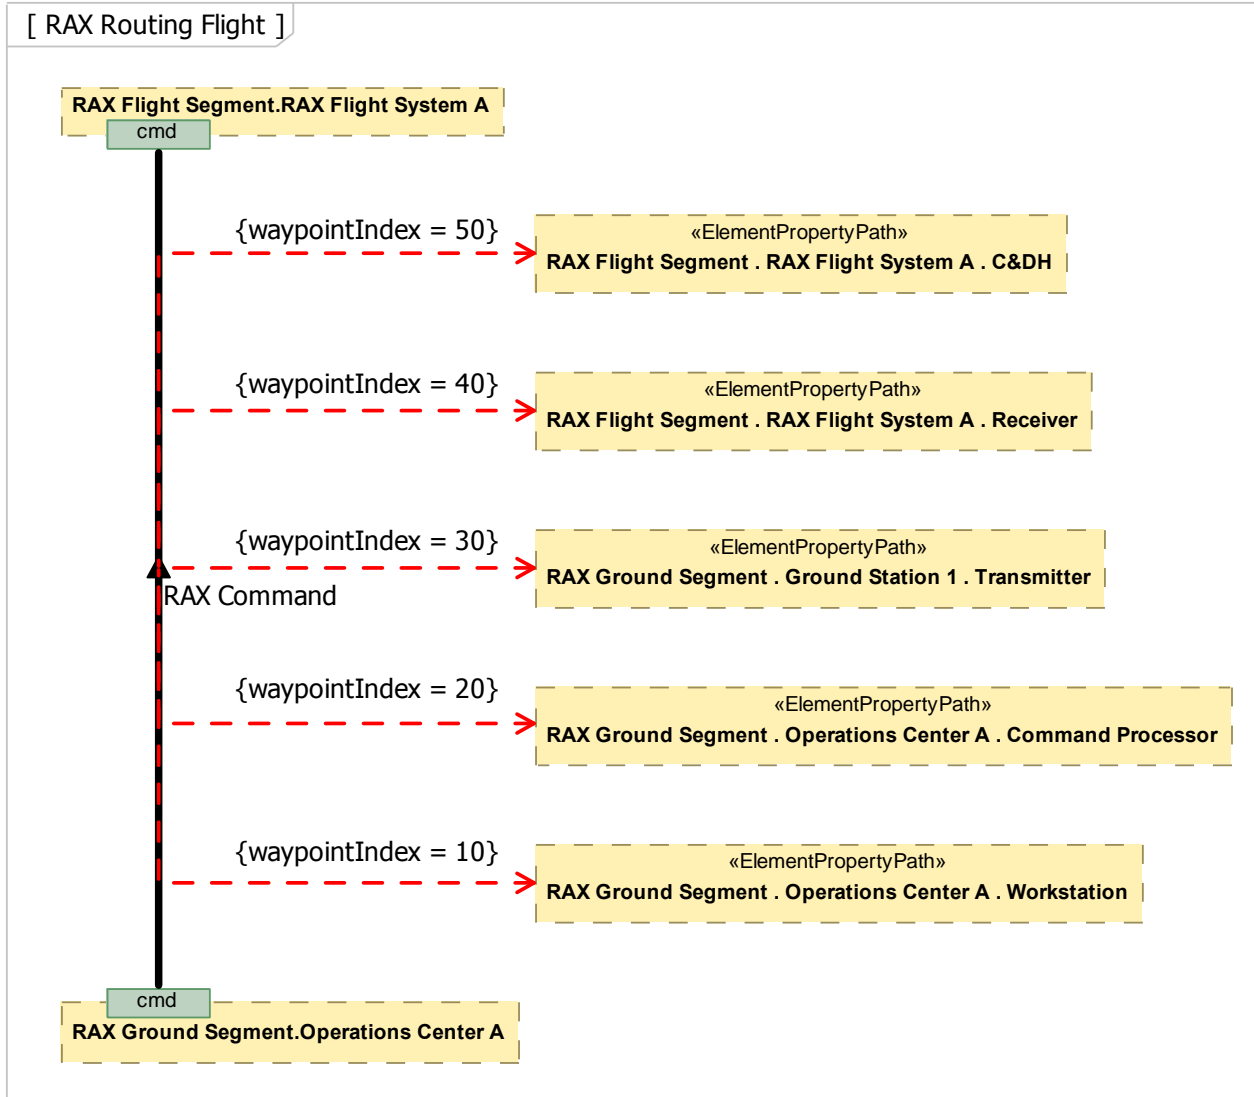 [ RAX Routing Flight ]
RAX Flight Segment.RAX Flight System A
cmd
{waypointIndex = 50}
«ElementPropertyPath»
RAX Flight Segment . RAX Flight System A . C&DH
{waypointIndex = 40}
«ElementPropertyPath»
RAX Flight Segment . RAX Flight System A . Receiver
{waypointIndex = 30}
«ElementPropertyPath»
RAX Ground Segment . Ground Station 1 . Transmitter
RAX Command
{waypointIndex = 20}
«ElementPropertyPath»
RAX Ground Segment . Operations Center A . Command Processor
{waypointIndex = 10}
«ElementPropertyPath»
RAX Ground Segment . Operations Center A . Workstation
cmd
RAX Ground Segment.Operations Center A